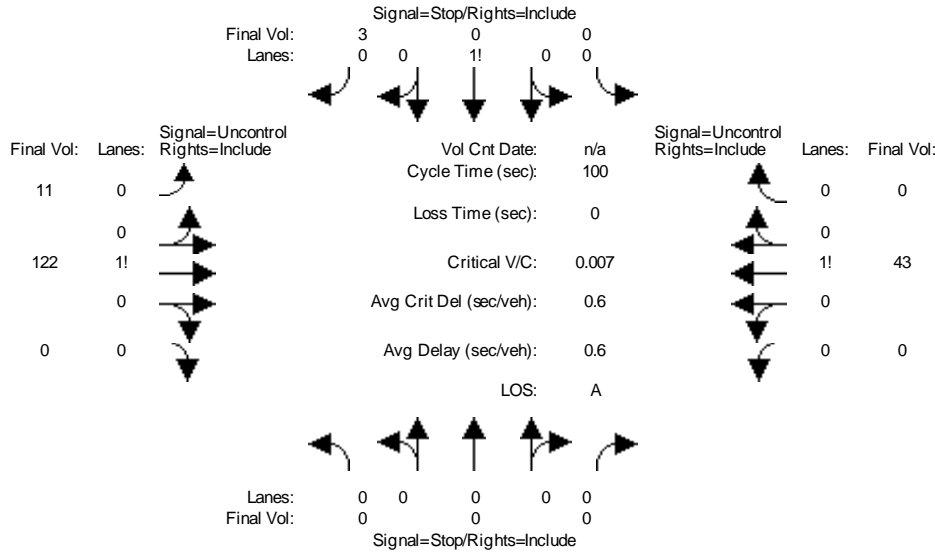 Signal=Stop/Rights=Include
Final Vol: 3 0 0
Lanes: 0 0 1! 0 0
Signal=Uncontrol Signal=Uncontrol
Final Vol: Lanes: Rights=Include Vol Cnt Date: n/a Rights=Include Lanes: Final Vol:
Cycle Time (sec): 100
11 0 0 0
Loss Time (sec): 0
0 0
122 1! Critical V/C: 0.007 1! 43
0 Avg Crit Del (sec/veh): 0.6 0
0 0 Avg Delay (sec/veh): 0.6 0 0
LOS: A
Lanes: 0 0 0 0 0
Final Vol: 0 0 0
Signal=Stop/Rights=Include